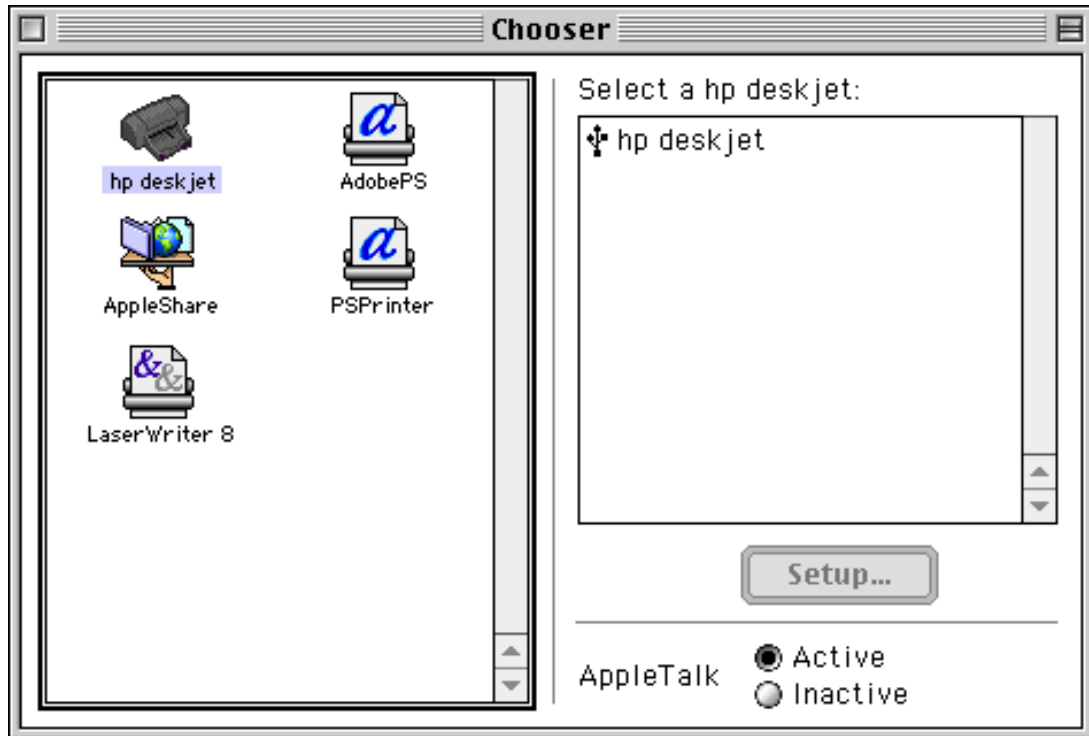 Chooser
hp deskjet
AdobePS
AppleShare
PSPrinter
LaserWriter 8
Select a hp deskjet:
hp deskjet
Setup...
AppleTalk
Active
Inactive